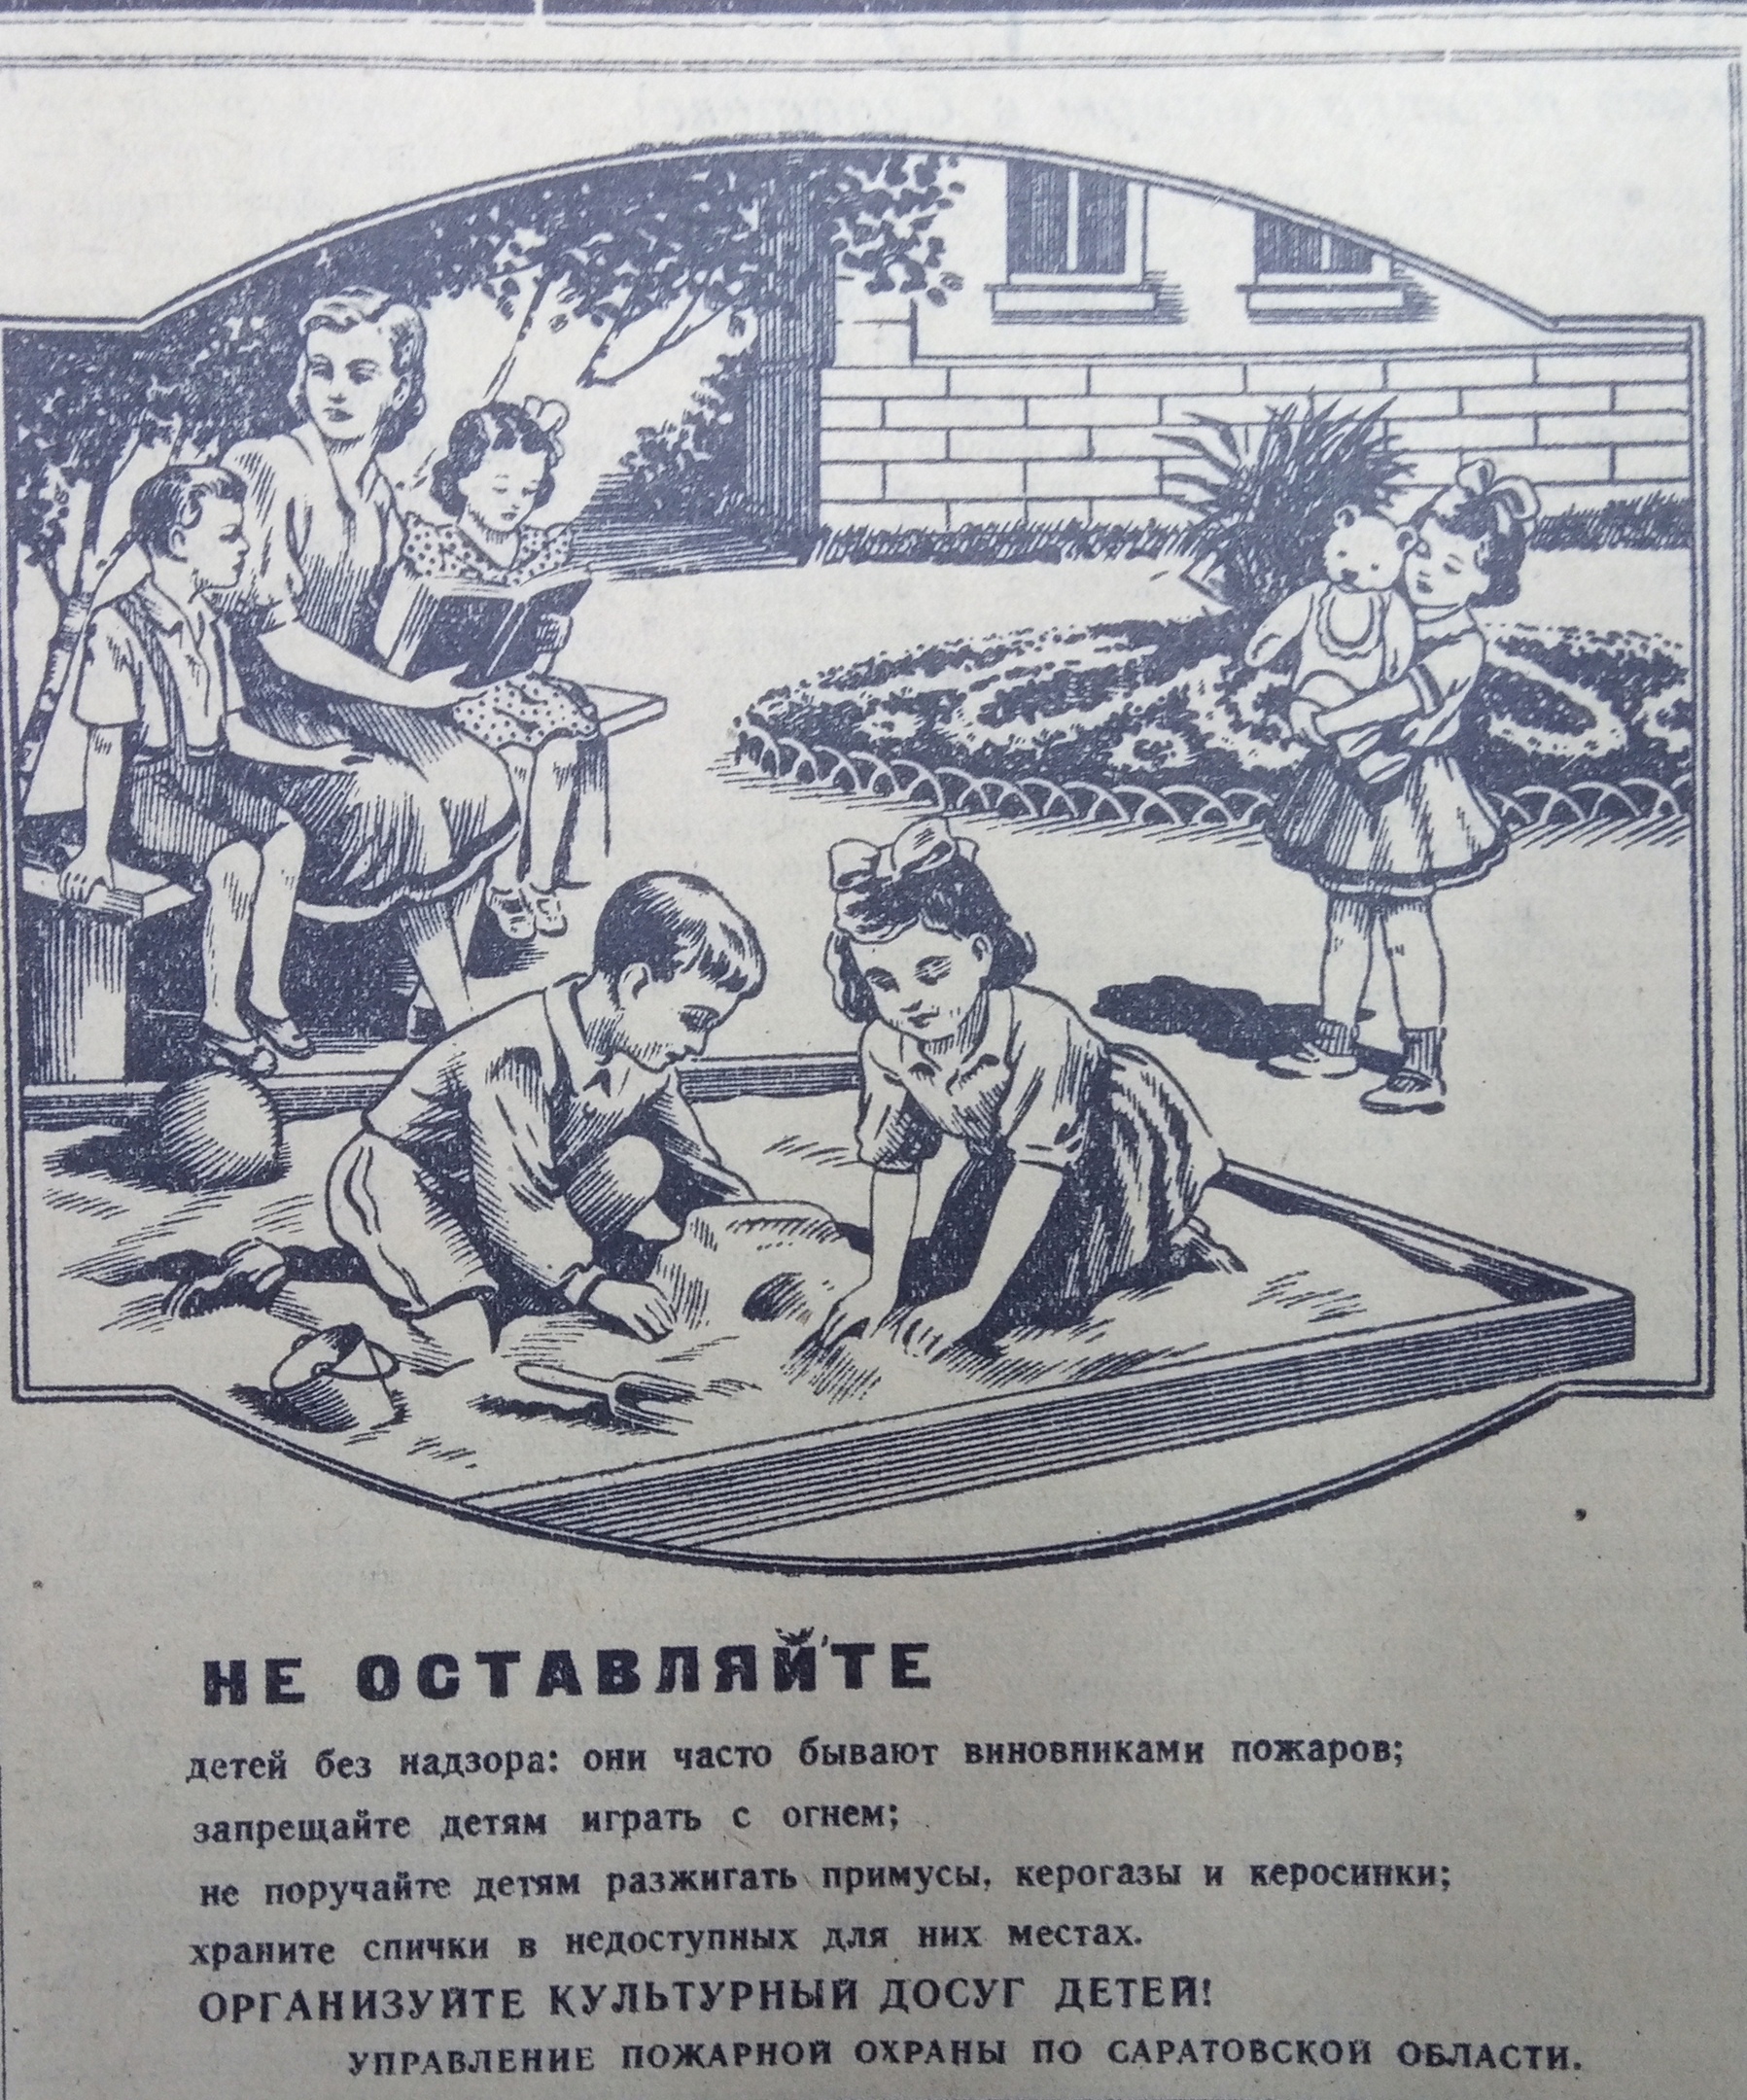 НЕ ОСТАВЛЯЙТЕ
детей без надзора: они часто бывают виновниками пожаров;
запрещайте детям играть с огнем;
не поручайте детям разжигать примусы, керогазы и керосинки;
храните спички в недоступных для них местах.
ОРГАНИЗУЙТЕ КУЛЬТУРНЫЙ ДОСУГ ДЕТЕЙ!
УПРАВЛЕНИЕ ПОЖАРНОЙ ОХРАНЫ ПО САРАТОВСКОЙ ОБЛАСТИ.